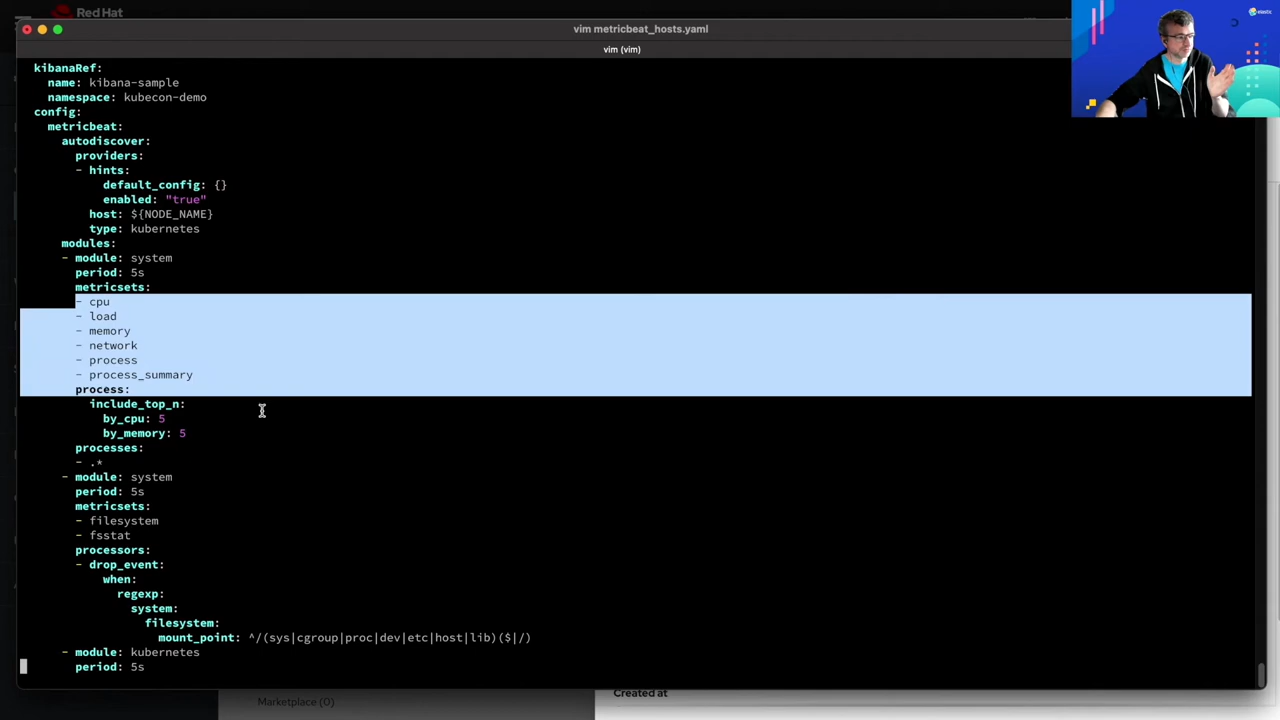 Red Hat
vim metricbeat_hosts.yaml
vim (vim)
elastic
kibanaRef:
name: kibana-sample
namespace: kubecon-demo
config:
metricbeat:
autodiscover:
providers:
- hints:
default_config: {}
enabled: "true"
host: ${NODE_NAME}
type: kubernetes
modules:
- module: system
period: 5s
metricsets:
- cpu
- load
- memory
- network
- process
- process_summary
process:
include_top_n:
by_cpu: 5
by_memory: 5
processes:
- .*
- module: system
period: 5s
metricsets:
- filesystem
- fsstat
processors:
- drop_event:
when:
regexp:
system:
filesystem:
mount_point: ^/(sys|cgroup|proc|dev|etc|host|lib)($|/)
- module: kubernetes
period: 5s
Marketplace (0)
Created at